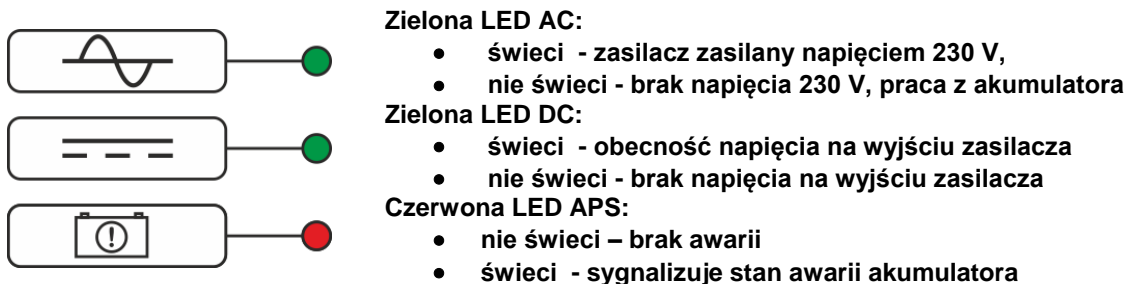 Zielona LED AC:
● świeci - zasilacz zasilany napięciem 230 V,
● nie świeci - brak napięcia 230 V, praca z akumulatora
Zielona LED DC:
● świeci - obecność napięcia na wyjściu zasilacza
● nie świeci - brak napięcia na wyjściu zasilacza
Czerwona LED APS:
● nie świeci – brak awarii
● świeci - sygnalizuje stan awarii akumulatora